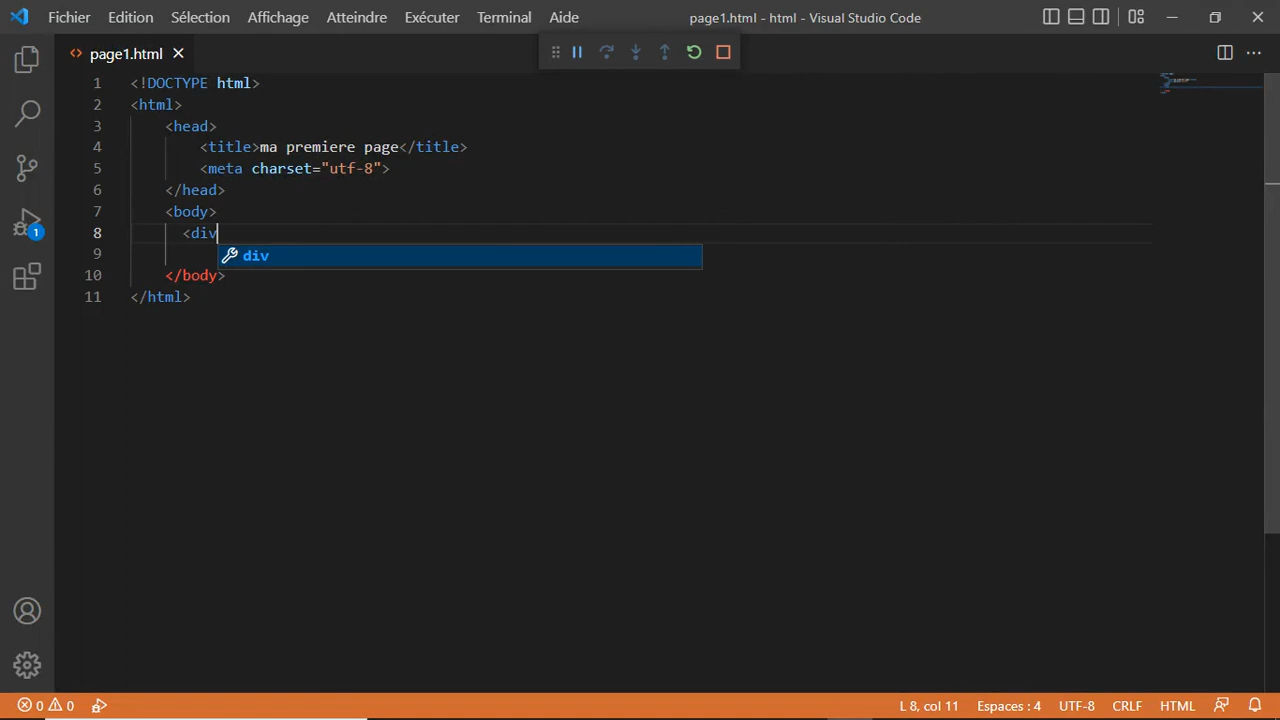 Fichier Edition Sélection Affichage Atteindre Exécuter Terminal Aide page1.html - html - Visual Studio Code
page1.html
1 <!DOCTYPE html>
2 <html>
3 <head>
4 <title>ma premiere page</title>
5 <meta charset="utf-8">
6 </head>
7 <body>
8 <div
9 div
10 </body>
11 </html>
1
0 0 L 8, col 11 Espaces : 4 UTF-8 CRLF HTML